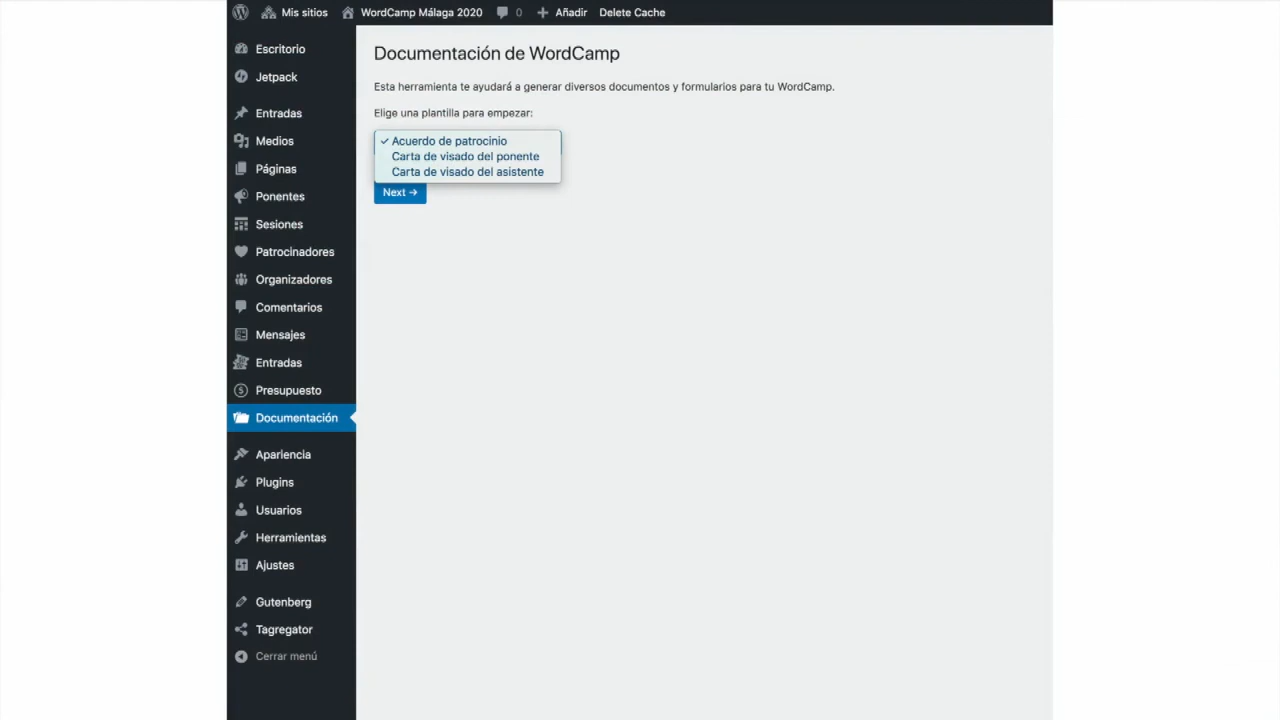 Mis sitios WordCamp Málaga 2020 0 Añadir Delete Cache
Escritorio
Jetpack
Entradas
Medios
Páginas
Ponentes
Sesiones
Patrocinadores
Organizadores
Comentarios
Mensajes
Entradas
Presupuesto
Documentación
Apariencia
Plugins
Usuarios
Herramientas
Ajustes
Gutenberg
Tagregator
Cerrar menú
Documentación de WordCamp
Esta herramienta te ayudará a generar diversos documentos y formularios para tu WordCamp.
Elige una plantilla para empezar:
✓ Acuerdo de patrocinio
Carta de visado del ponente
Carta de visado del asistente
Next →